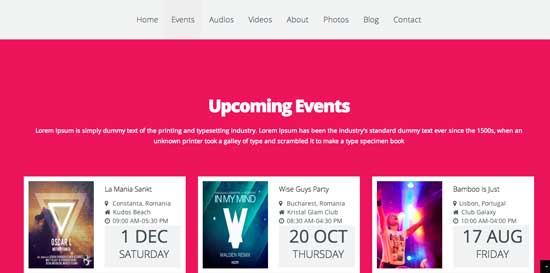 Home Events Audios Videos About Photos Blog Contact
Upcoming Events
Lorem Ipsum is simply dummy text of the printing and typesetting industry. Lorem Ipsum has been the industry's standard dummy text ever since the 1500s, when an
unknown printer took a galley of type and scrambled it to make a type specimen book
La Mania Sankt
Constanta, Romania
Kudos Beach
09:00 AM-05:30 PM
1 DEC
SATURDAY
OSCAR L
Wise Guys Party
Bucharest, Romania
Kristal Glam Club
08:30 AM-04:30 PM
20 OCT
THURSDAY
IN MY MIND
WALDEN REMIX
Bamboo Is Just
Lisbon, Portugal
Club Galaxy
10:00 AM-04:00 PM
17 AUG
FRIDAY